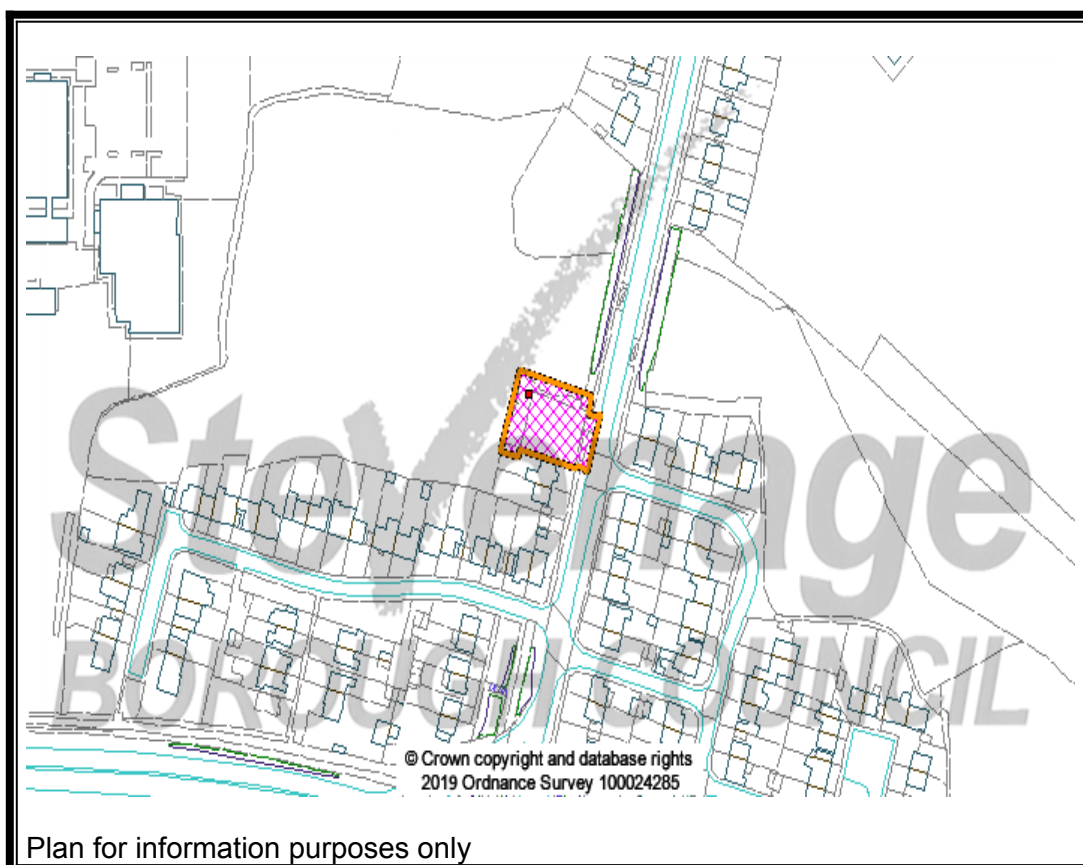 Stevenage
BOROUGH COUNCIL
© Crown copyright and database rights
2019 Ordnance Survey 100024285
Plan for information purposes only